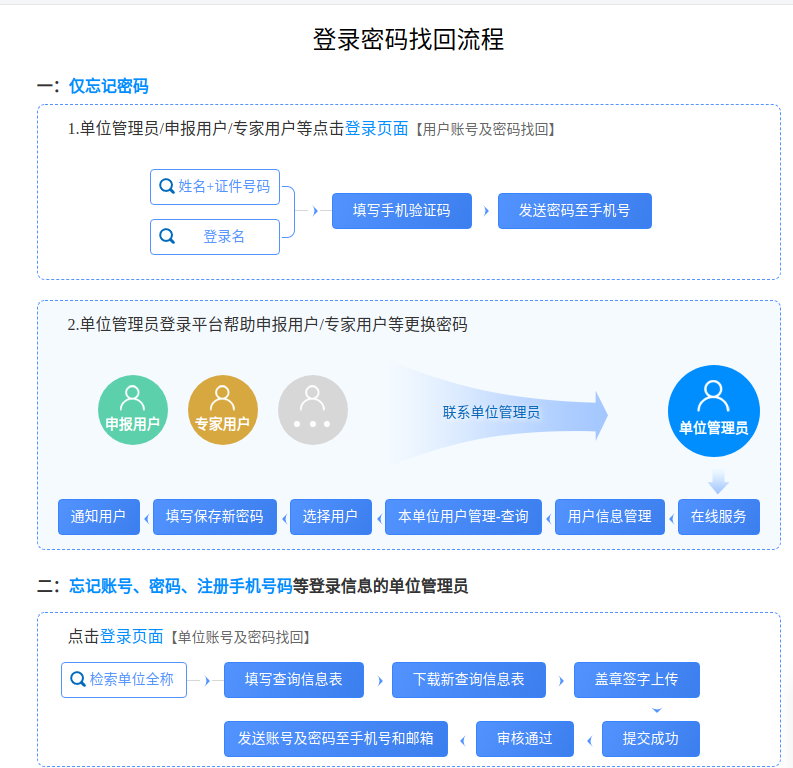 登录密码找回流程
一：仅忘记密码
1.单位管理员/申报用户/专家用户等点击登录页面【用户账号及密码找回】
姓名+证件号码
登录名
填写手机验证码
发送密码至手机号
2.单位管理员登录平台帮助申报用户/专家用户等更换密码
申报用户
专家用户
联系单位管理员
单位管理员
通知用户
填写保存新密码
选择用户
本单位用户管理-查询
用户信息管理
在线服务
二：忘记账号、密码、注册手机号码等登录信息的单位管理员
点击登录页面【单位账号及密码找回】
检索单位全称
填写查询信息表
下载新查询信息表
盖章签字上传
发送账号及密码至手机号和邮箱
审核通过
提交成功